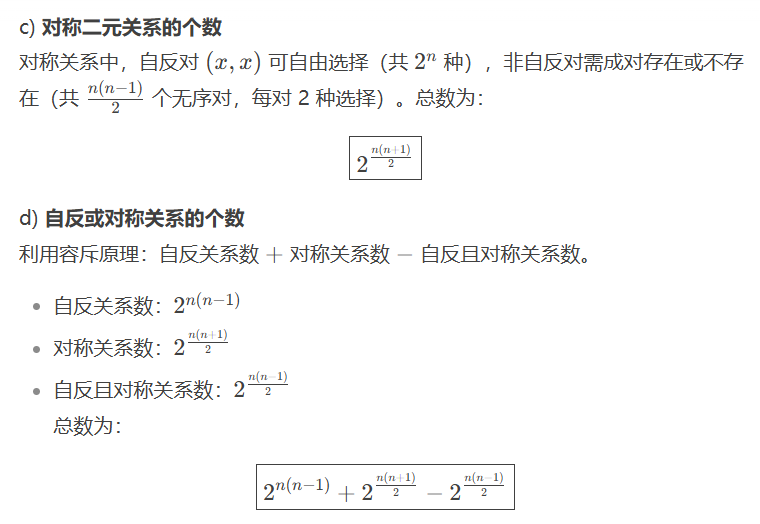 c) 对称二元关系的个数
对称关系中，自反对 (x, x) 可自由选择（共 2^n 种），非自反对需成对存在或不存
在（共 \frac{n(n−1)}{2} 个无序对，每对 2 种选择）。总数为：
2^{\frac{n(n+1)}{2}}
d) 自反或对称关系的个数
利用容斥原理：自反关系数 + 对称关系数 − 自反且对称关系数。
• 自反关系数：2^{n(n−1)}
• 对称关系数：2^{\frac{n(n+1)}{2}}
• 自反且对称关系数：2^{\frac{n(n−1)}{2}}
总数为：
2^{n(n−1)} + 2^{\frac{n(n+1)}{2}} − 2^{\frac{n(n−1)}{2}}